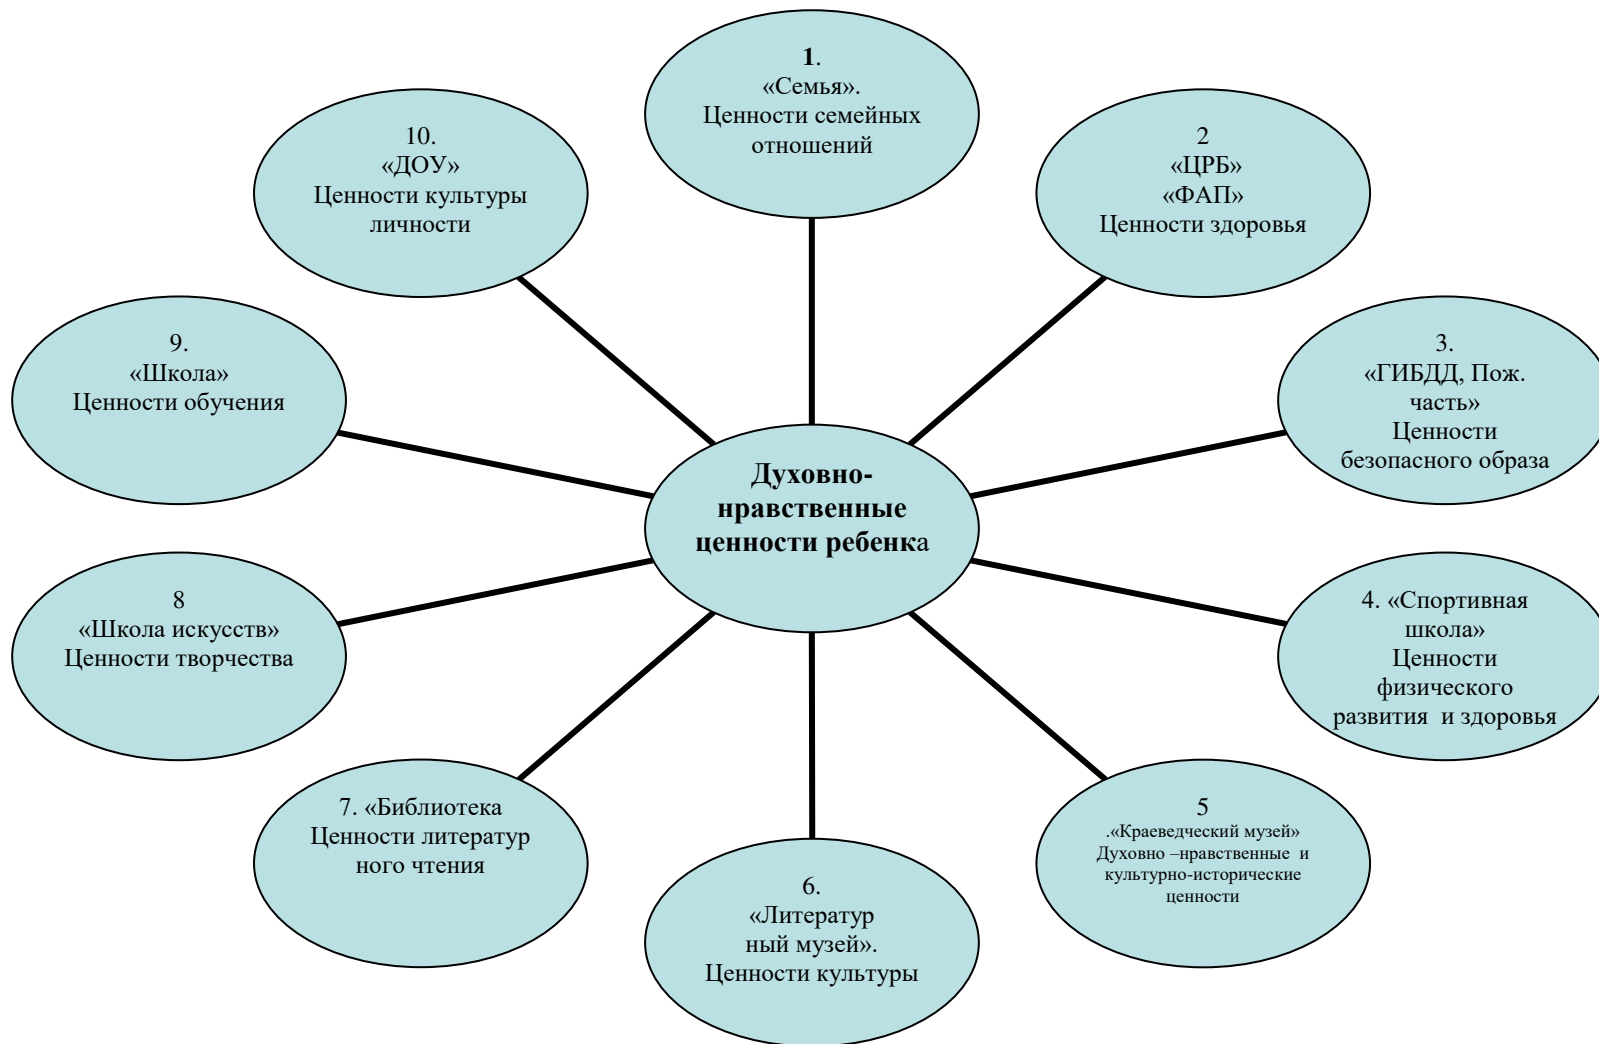 1.
«Семья».
Ценности семейных
отношений
2
«ЦРБ»
«ФАП»
Ценности здоровья
3.
«ГИБДД, Пож.
часть»
Ценности
безопасного образа
4. «Спортивная
школа»
Ценности
физического
развития и здоровья
5
.«Краеведческий музей»
Духовно –нравственные и
культурно-исторические
ценности
6.
«Литератур
ный музей».
Ценности культуры
7. «Библиотека
Ценности литератур
ного чтения
8
«Школа искусств»
Ценности творчества
9.
«Школа»
Ценности обучения
10.
«ДОУ»
Ценности культуры
личности
Духовно-
нравственные
ценности ребенка